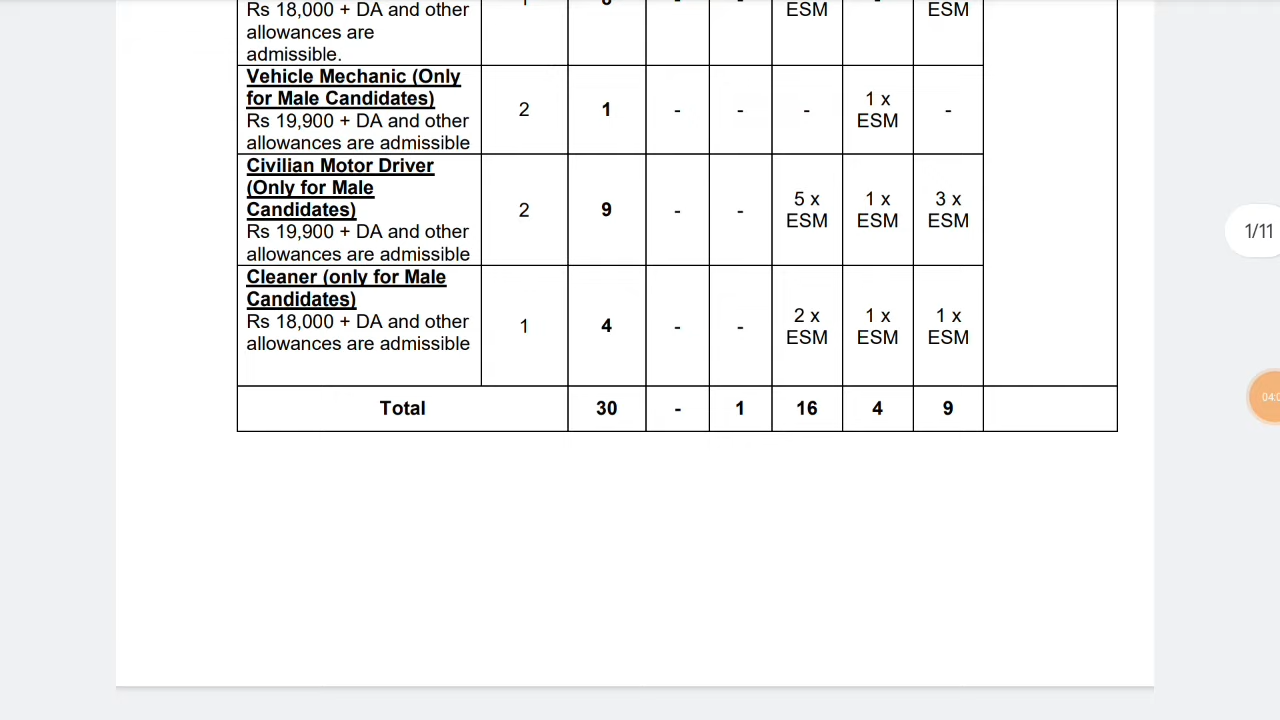 Rs 18,000 + DA and other
allowances are
admissible.
-
-
ESM
-
ESM
Vehicle Mechanic (Only
for Male Candidates)
Rs 19,900 + DA and other
allowances are admissible
2
1
-
-
-
1 x
ESM
-
Civilian Motor Driver
(Only for Male
Candidates)
Rs 19,900 + DA and other
allowances are admissible
2
9
-
-
5 x
ESM
1 x
ESM
3 x
ESM
Cleaner (only for Male
Candidates)
Rs 18,000 + DA and other
allowances are admissible
1
4
-
-
2 x
ESM
1 x
ESM
1 x
ESM
Total
30
-
1
16
4
9
1/11